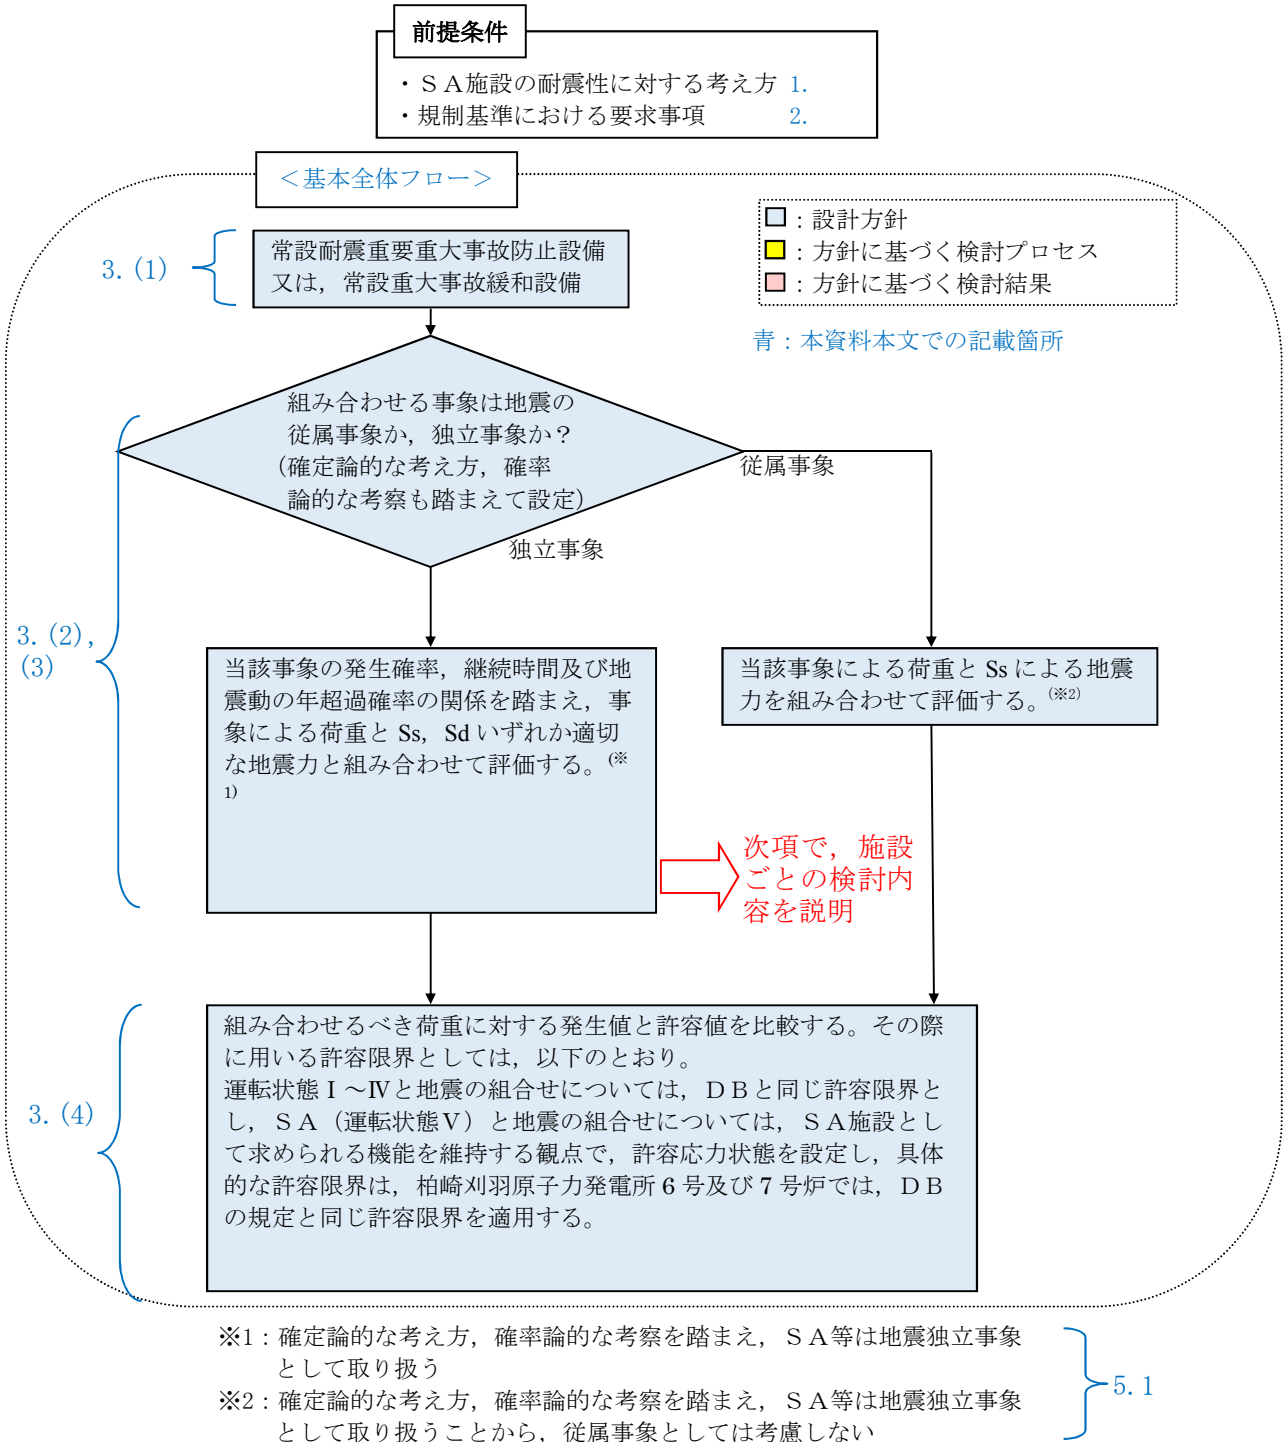 前提条件
・ＳＡ施設の耐震性に対する考え方 1.
・規制基準における要求事項 2.
＜基本全体フロー＞
：設計方針
：方針に基づく検討プロセス
：方針に基づく検討結果
青：本資料本文での記載箇所
3. (1)
常設耐震重要重大事故防止設備
又は，常設重大事故緩和設備
組み合わせる事象は地震の
従属事象か，独立事象か？
（確定論的な考え方，確率
論的な考察も踏まえて設定）
従属事象
独立事象
3. (2),
(3)
当該事象の発生確率，継続時間及び地
震動の年超過確率の関係を踏まえ，事
象による荷重と Ss，Sd いずれか適切
な地震力と組み合わせて評価する。(※
1)
当該事象による荷重と Ss による地震
力を組み合わせて評価する。(※2)
次項で，施設
ごとの検討内
容を説明
3. (4)
組み合わせるべき荷重に対する発生値と許容値を比較する。その際
に用いる許容限界としては，以下のとおり。
運転状態Ⅰ～Ⅳと地震の組合せについては，ＤＢと同じ許容限界と
し，ＳＡ（運転状態Ⅴ）と地震の組合せについては，ＳＡ施設とし
て求められる機能を維持する観点で，許容応力状態を設定し，具体
的な許容限界は，柏崎刈羽原子力発電所 6 号及び 7 号炉では，ＤＢ
の規定と同じ許容限界を適用する。
※1：確定論的な考え方，確率論的な考察を踏まえ，ＳＡ等は地震独立事象
として取り扱う
※2：確定論的な考え方，確率論的な考察を踏まえ，ＳＡ等は地震独立事象
として取り扱うことから，従属事象としては考慮しない
5. 1